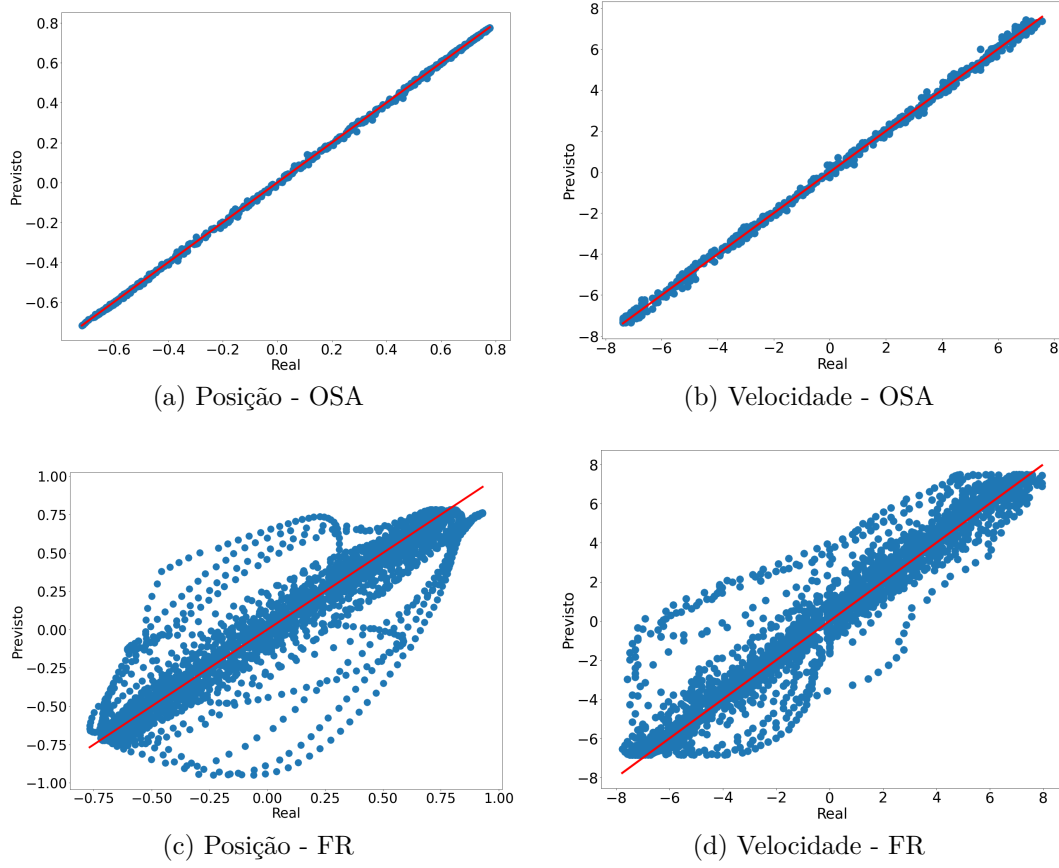 0.8
0.6
0.4
0.2
0.0
−0.2
−0.4
−0.6
Previsto
−0.6 −0.4 −0.2 0.0 0.2 0.4 0.6 0.8
Real
(a) Posição - OSA
8
6
4
2
0
−2
−4
−6
−8
Previsto
−8 −6 −4 −2 0 2 4 6 8
Real
(b) Velocidade - OSA
1.00
0.75
0.50
0.25
0.00
−0.25
−0.50
−0.75
−1.00
Previsto
−0.75 −0.50 −0.25 0.00 0.25 0.50 0.75 1.00
Real
(c) Posição - FR
8
6
4
2
0
−2
−4
−6
−8
Previsto
−8 −6 −4 −2 0 2 4 6 8
Real
(d) Velocidade - FR